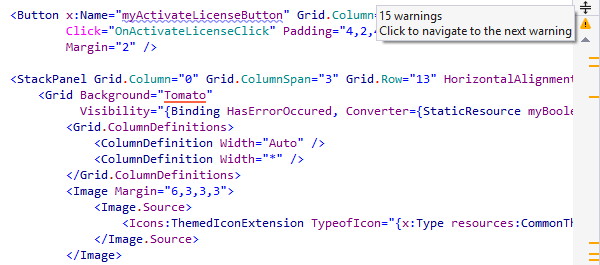 <Button x:Name="myActivateLicenseButton" Grid.Column=
15 warnings
Click="OnActivateLicenseClick" Padding="4,2,4
Click to navigate to the next warning
Margin="2" />
<StackPanel Grid.Column="0" Grid.ColumnSpan="3" Grid.Row="13" HorizontalAlignment
<Grid Background="Tomato"
Visibility="{Binding HasErrorOccured, Converter={StaticResource myBoole
<Grid.ColumnDefinitions>
<ColumnDefinition Width="Auto" />
<ColumnDefinition Width="*" />
</Grid.ColumnDefinitions>
<Image Margin="6,3,3,3">
<Image.Source>
<Icons:ThemedIconExtension TypeofIcon="{x:Type resources:CommonTh
</Image.Source>
</Image>